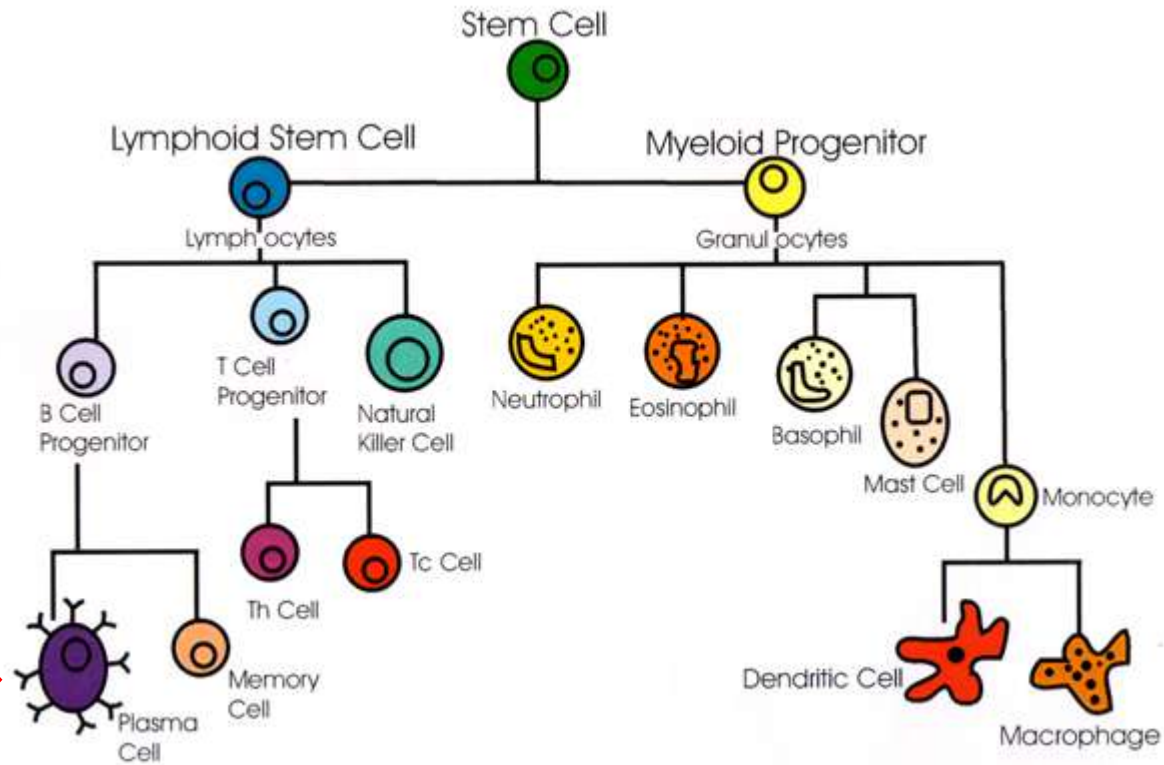 Stem Cell
Lymphoid Stem Cell
Myeloid Progenitor
Lymph ocytes
Granul ocytes
B Cell
Progenitor
T Cell
Progenitor
Natural
Killer Cell
Neutrophil
Eosinophil
Basophil
Mast Cell
Monocyte
Th Cell
Tc Cell
Plasma
Cell
Memory
Cell
Dendritic Cell
Macrophage